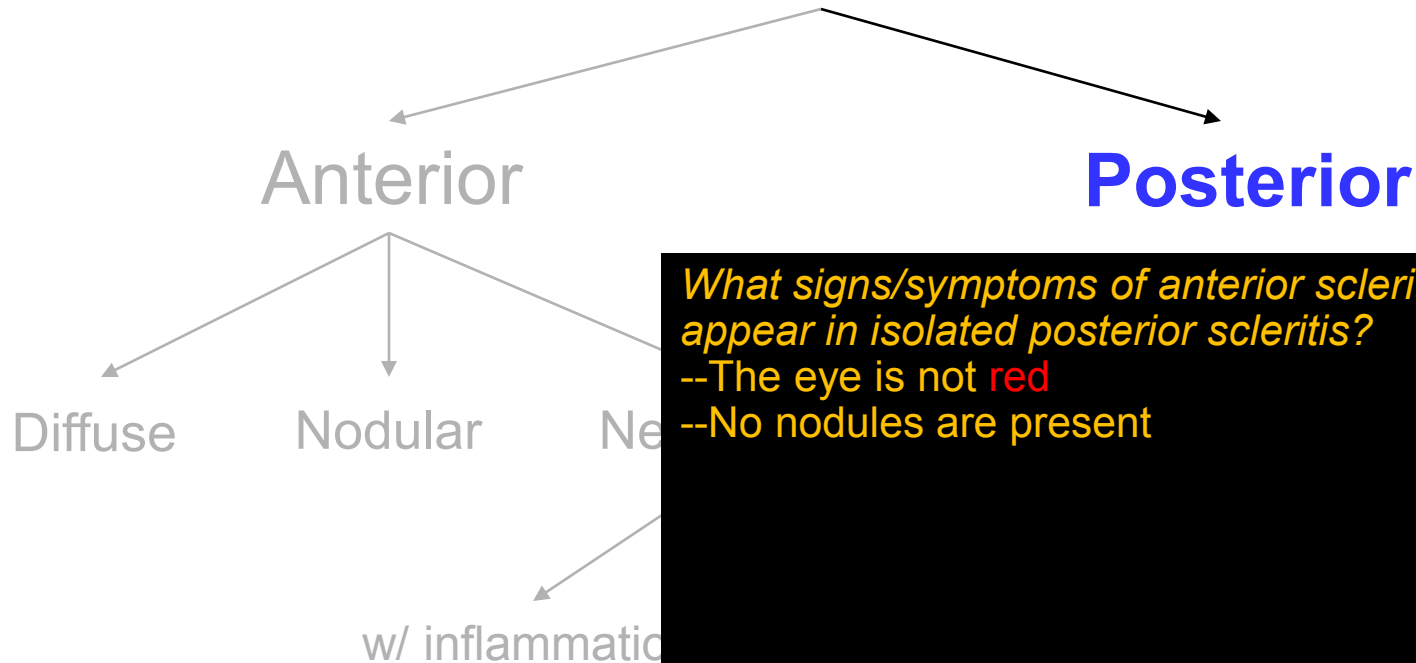 Anterior
Posterior
What signs/symptoms of anterior scleri
appear in isolated posterior scleritis?
--The eye is not red
--No nodules are present
Diffuse
Nodular
Ne
w/ inflammatio